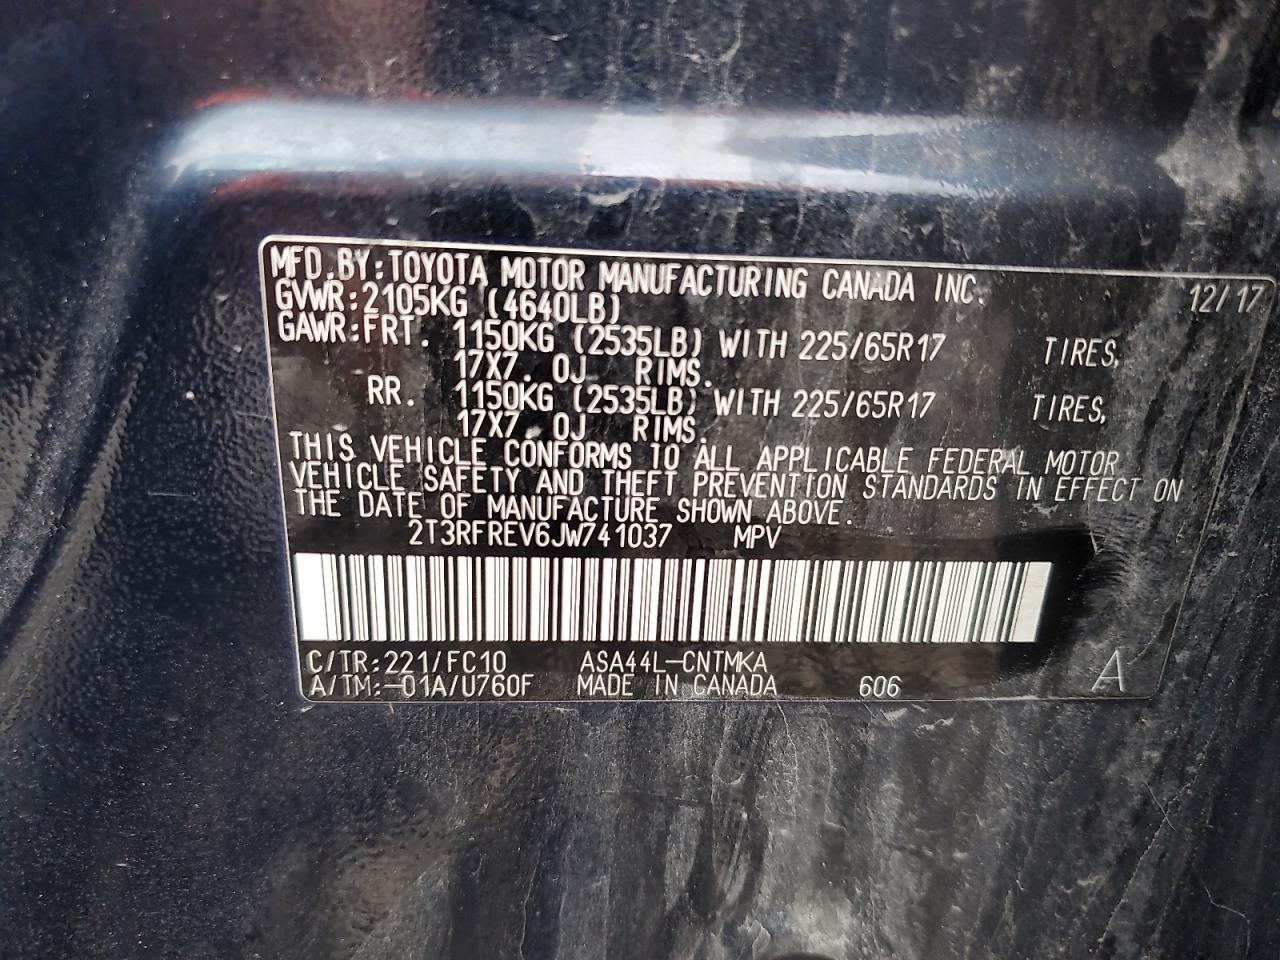 MFD. BY: TOYOTA MOTOR MANUFACTURING CANADA INC. 12/17
GVWR: 2105KG (4640LB)
GAWR: FRT. 1150KG (2535LB) WITH 225/65R17 TIRES,
17X7. 0J RIMS.
RR. 1150KG (2535LB) WITH 225/65R17 TIRES,
17X7. 0J RIMS.
THIS VEHICLE CONFORMS TO ALL APPLICABLE FEDERAL MOTOR
VEHICLE SAFETY AND THEFT PREVENTION STANDARDS IN EFFECT ON
THE DATE OF MANUFACTURE SHOWN ABOVE.
2T3RFREV6JW741037 MPV
C/TR: 221/FC10 ASA44L-CNTMKA
A/TM: -01A/U760F MADE IN CANADA 606 A